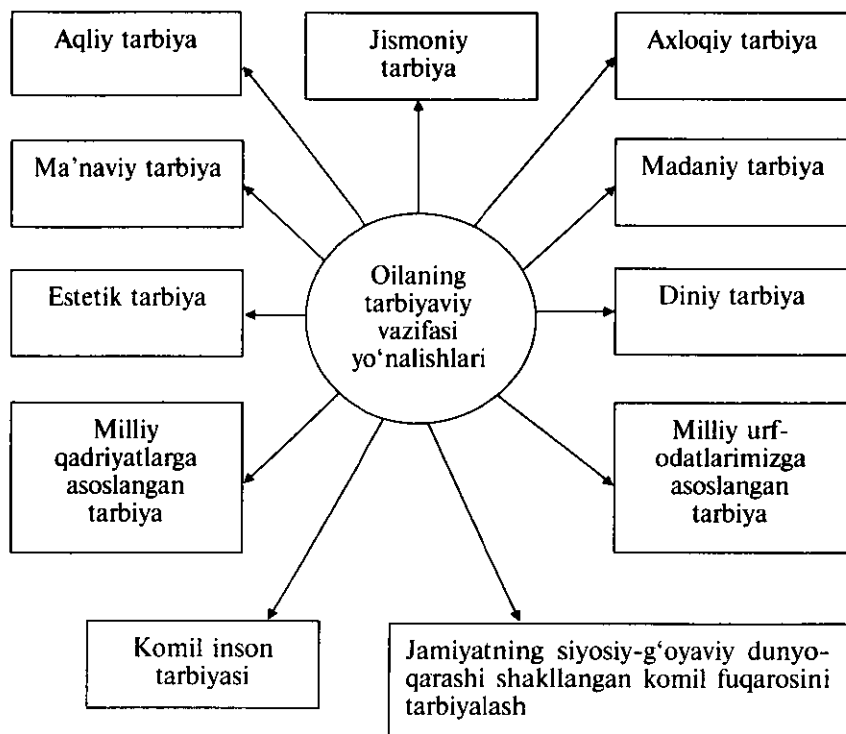 Aqliy tarbiya
Jismoniy
tarbiya
Axloqiy tarbiya
Ma’naviy tarbiya
Madaniy tarbiya
Oilaning
tarbiyaviy
vazifasi
yo‘nalishlari
Estetik tarbiya
Diniy tarbiya
Milliy
qadriyatlarga
asoslangan
tarbiya
Milliy urf-
odatlarimizga
asoslangan
tarbiya
Komil inson
tarbiyasi
Jamiyatning siyosiy-g‘oyaviy dunyo-
qarashi shakllangan komil fuqarosini
tarbiyalash